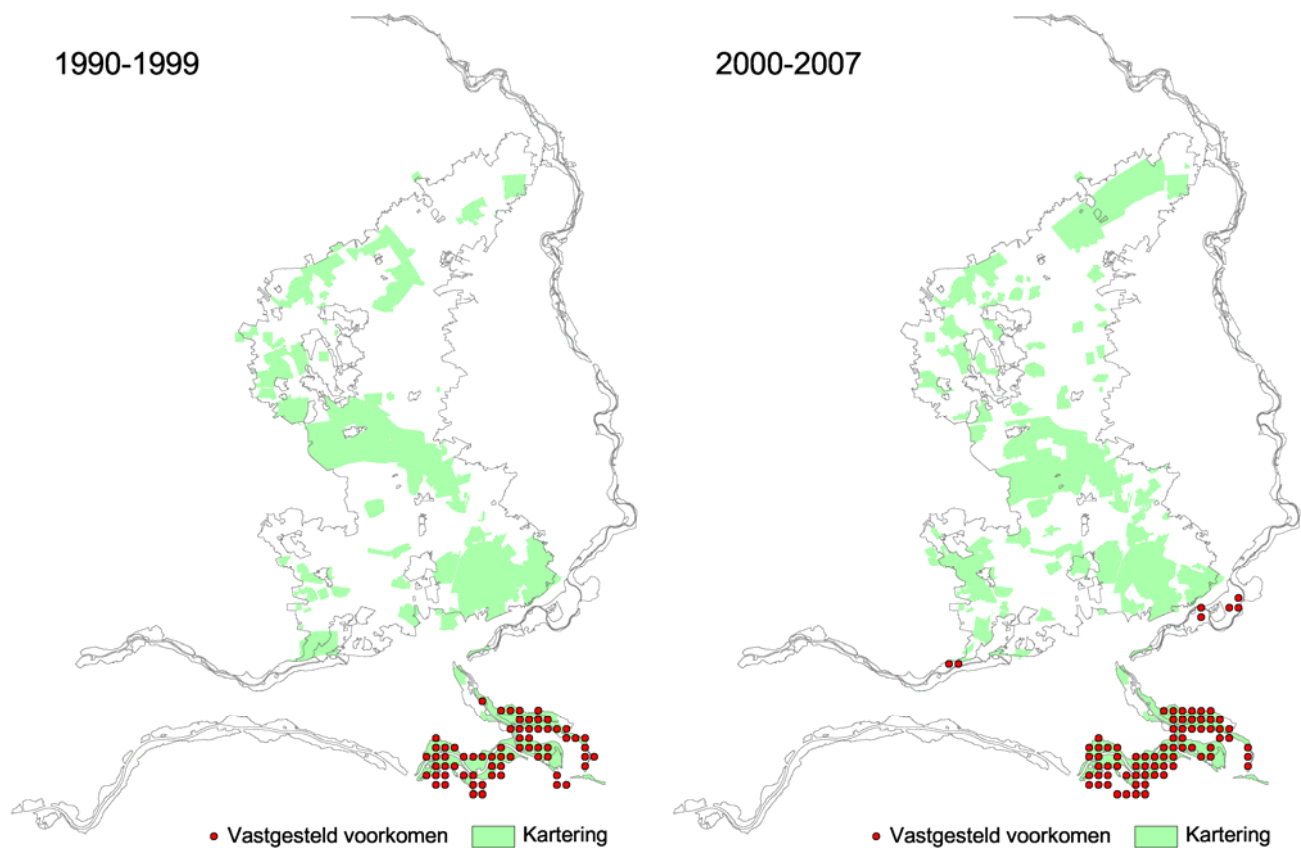 1990-1999
2000-2007
Vastgesteld voorkomen
Kartering
Vastgesteld voorkomen
Kartering